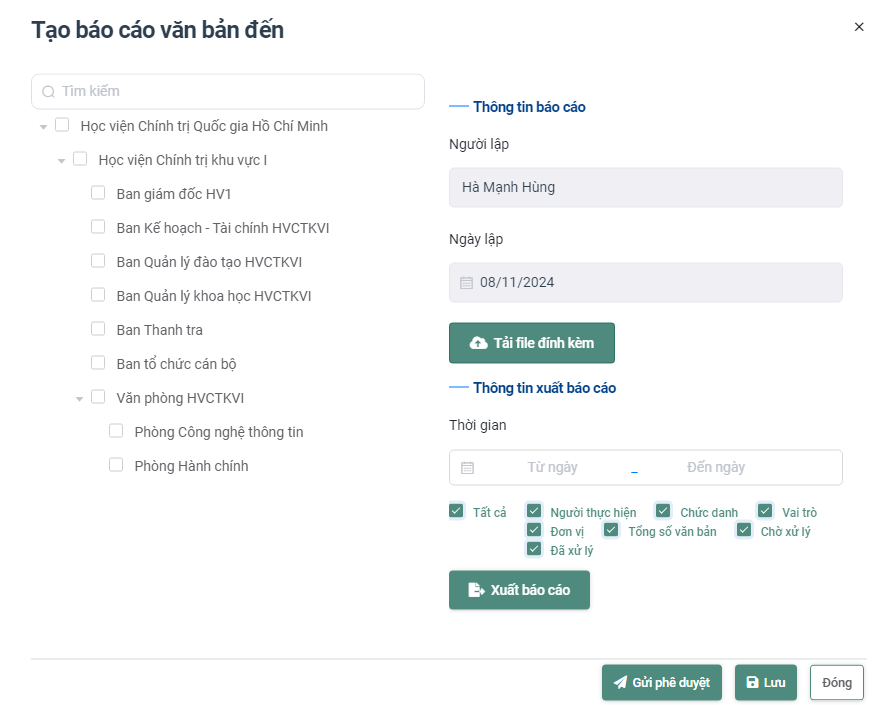 Tạo báo cáo văn bản đến
Tìm kiếm
Học viện Chính trị Quốc gia Hồ Chí Minh
Học viện Chính trị khu vực I
Ban giám đốc HV1
Ban Kế hoạch - Tài chính HVCTKVI
Ban Quản lý đào tạo HVCTKVI
Ban Quản lý khoa học HVCTKVI
Ban Thanh tra
Ban tổ chức cán bộ
Văn phòng HVCTKVI
Phòng Công nghệ thông tin
Phòng Hành chính
Thông tin báo cáo
Người lập
Hà Mạnh Hùng
Ngày lập
08/11/2024
Tải file đính kèm
Thông tin xuất báo cáo
Thời gian
Từ ngày – Đến ngày
Tất cả Người thực hiện Chức danh Vai trò
Đơn vị Tổng số văn bản Chờ xử lý
Đã xử lý
Xuất báo cáo
Gửi phê duyệt Lưu Đóng